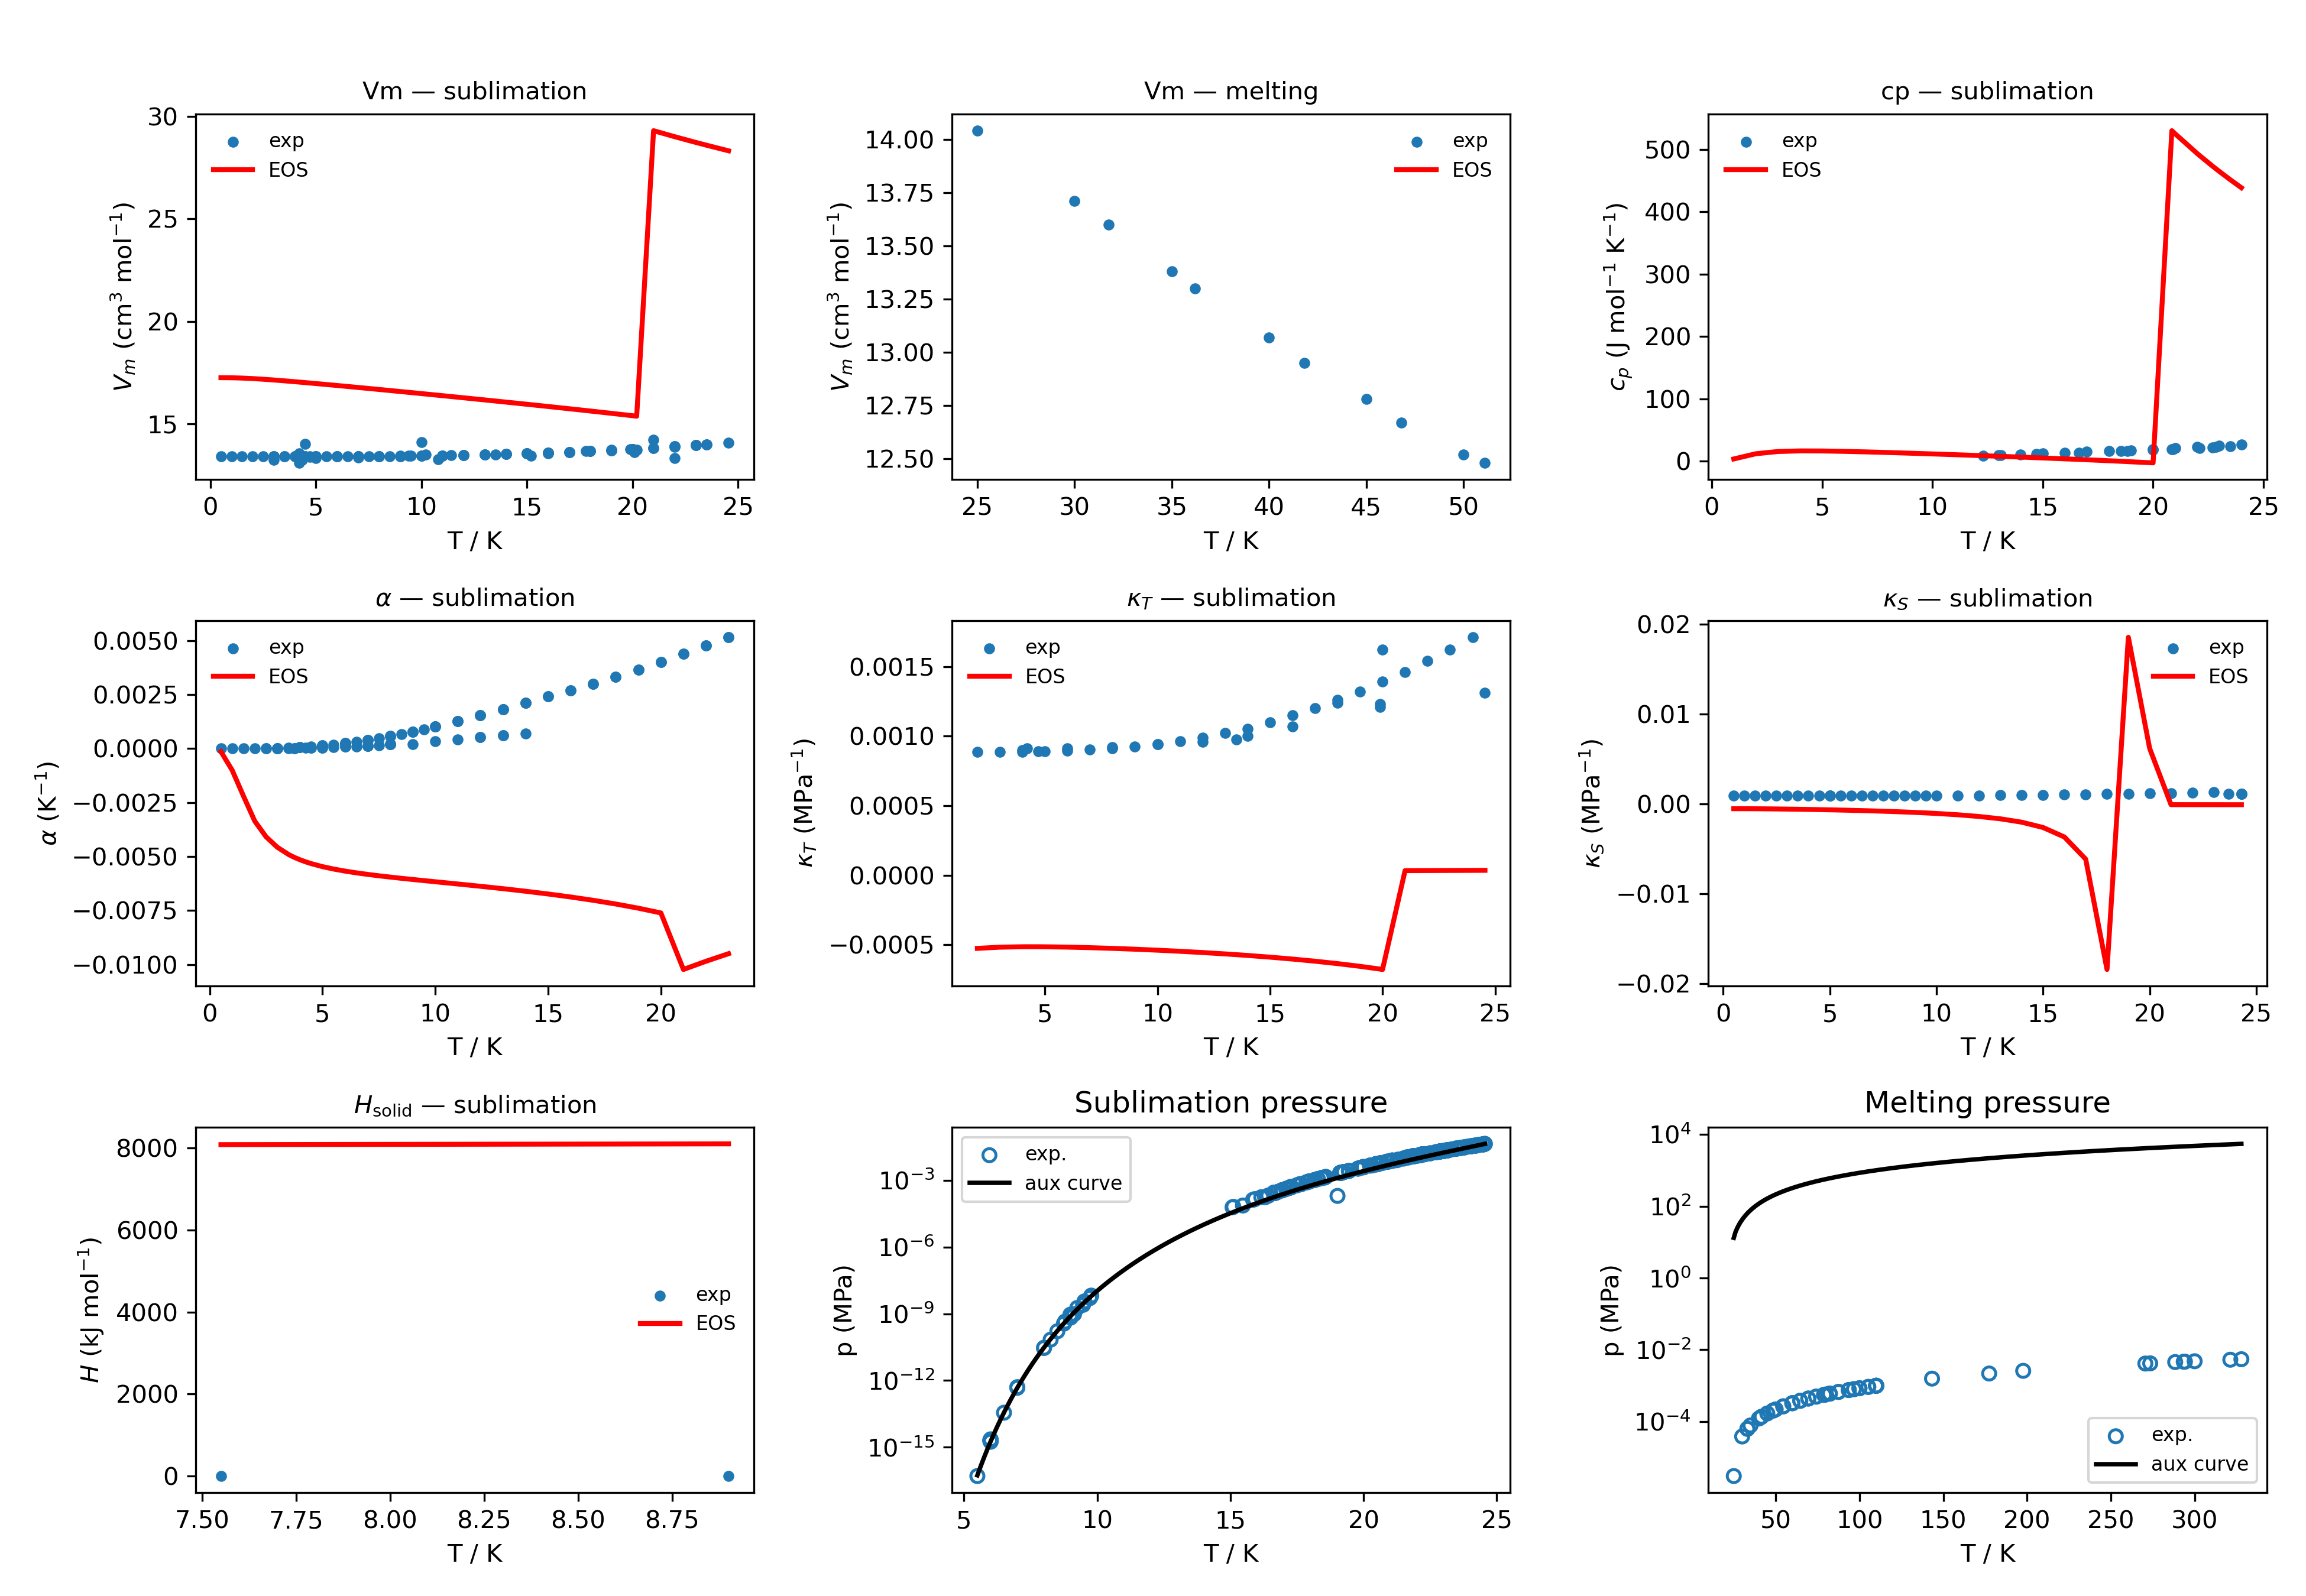 Vm — sublimation
30
25
20
15
V_m (cm³ mol⁻¹)
exp
EOS
0 5 10 15 20 25
T / K
Vm — melting
14.00
13.75
13.50
13.25
13.00
12.75
12.50
V_m (cm³ mol⁻¹)
exp
EOS
25 30 35 40 45 50
T / K
cp — sublimation
500
400
300
200
100
0
c_p (J mol⁻¹ K⁻¹)
exp
EOS
0 5 10 15 20 25
T / K
α — sublimation
0.0050
0.0025
0.0000
−0.0025
−0.0050
−0.0075
−0.0100
α (K⁻¹)
exp
EOS
0 5 10 15 20
T / K
κ_T — sublimation
0.0015
0.0010
0.0005
0.0000
−0.0005
κ_T (MPa⁻¹)
exp
EOS
5 10 15 20 25
T / K
κ_S — sublimation
0.02
0.01
0.00
−0.01
−0.02
κ_S (MPa⁻¹)
exp
EOS
0 5 10 15 20 25
T / K
H_solid — sublimation
8000
6000
4000
2000
0
H (kJ mol⁻¹)
exp
EOS
7.50 7.75 8.00 8.25 8.50 8.75
T / K
Sublimation pressure
10⁻³
10⁻⁶
10⁻⁹
10⁻¹²
10⁻¹⁵
p (MPa)
exp.
aux curve
5 10 15 20 25
T / K
Melting pressure
10⁴
10²
10⁰
10⁻²
10⁻⁴
p (MPa)
exp.
aux curve
50 100 150 200 250 300
T / K